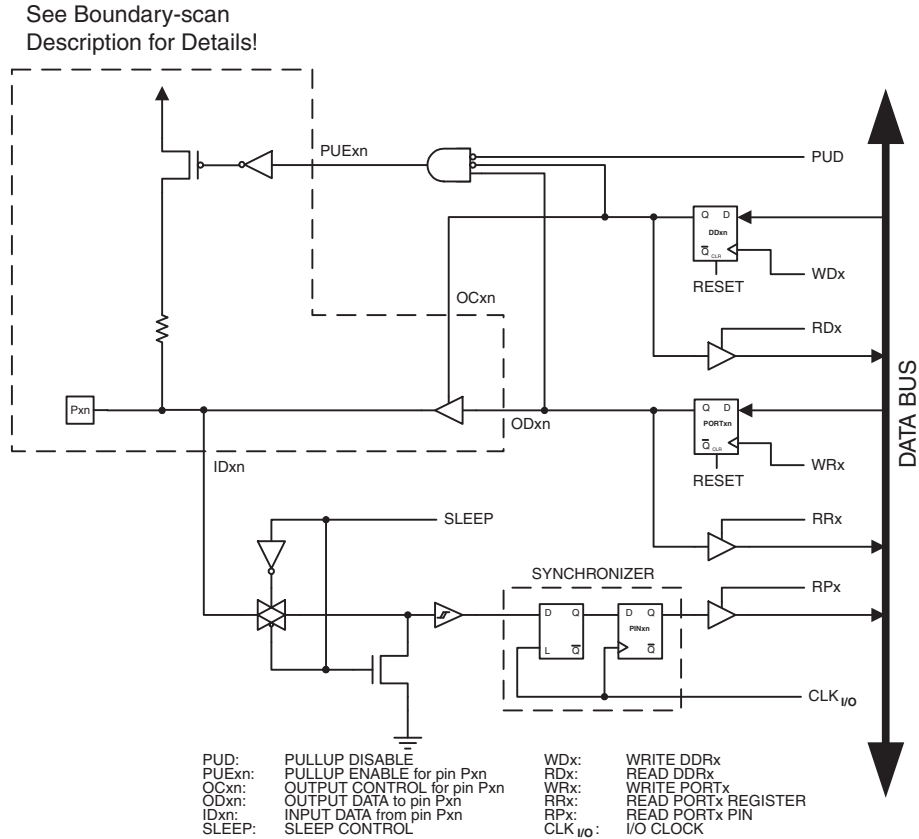 See Boundary-scan
Description for Details!
PUExn
PUD
Q D
DDxn
Q CLR
RESET
WDx
OCxn
RDx
Pxn
ODxn
Q D
PORTxn
Q CLR
RESET
WRx
IDxn
RRx
SLEEP
SYNCHRONIZER
RPx
D Q
L Q
D Q
PINxn
Q
CLK I/O
DATA BUS
PUD: PULLUP DISABLE
PUExn: PULLUP ENABLE for pin Pxn
OCxn: OUTPUT CONTROL for pin Pxn
ODxn: OUTPUT DATA to pin Pxn
IDxn: INPUT DATA from pin Pxn
SLEEP: SLEEP CONTROL
WDx: WRITE DDRx
RDx: READ DDRx
WRx: WRITE PORTx
RRx: READ PORTx REGISTER
RPx: READ PORTx PIN
CLK I/O: I/O CLOCK